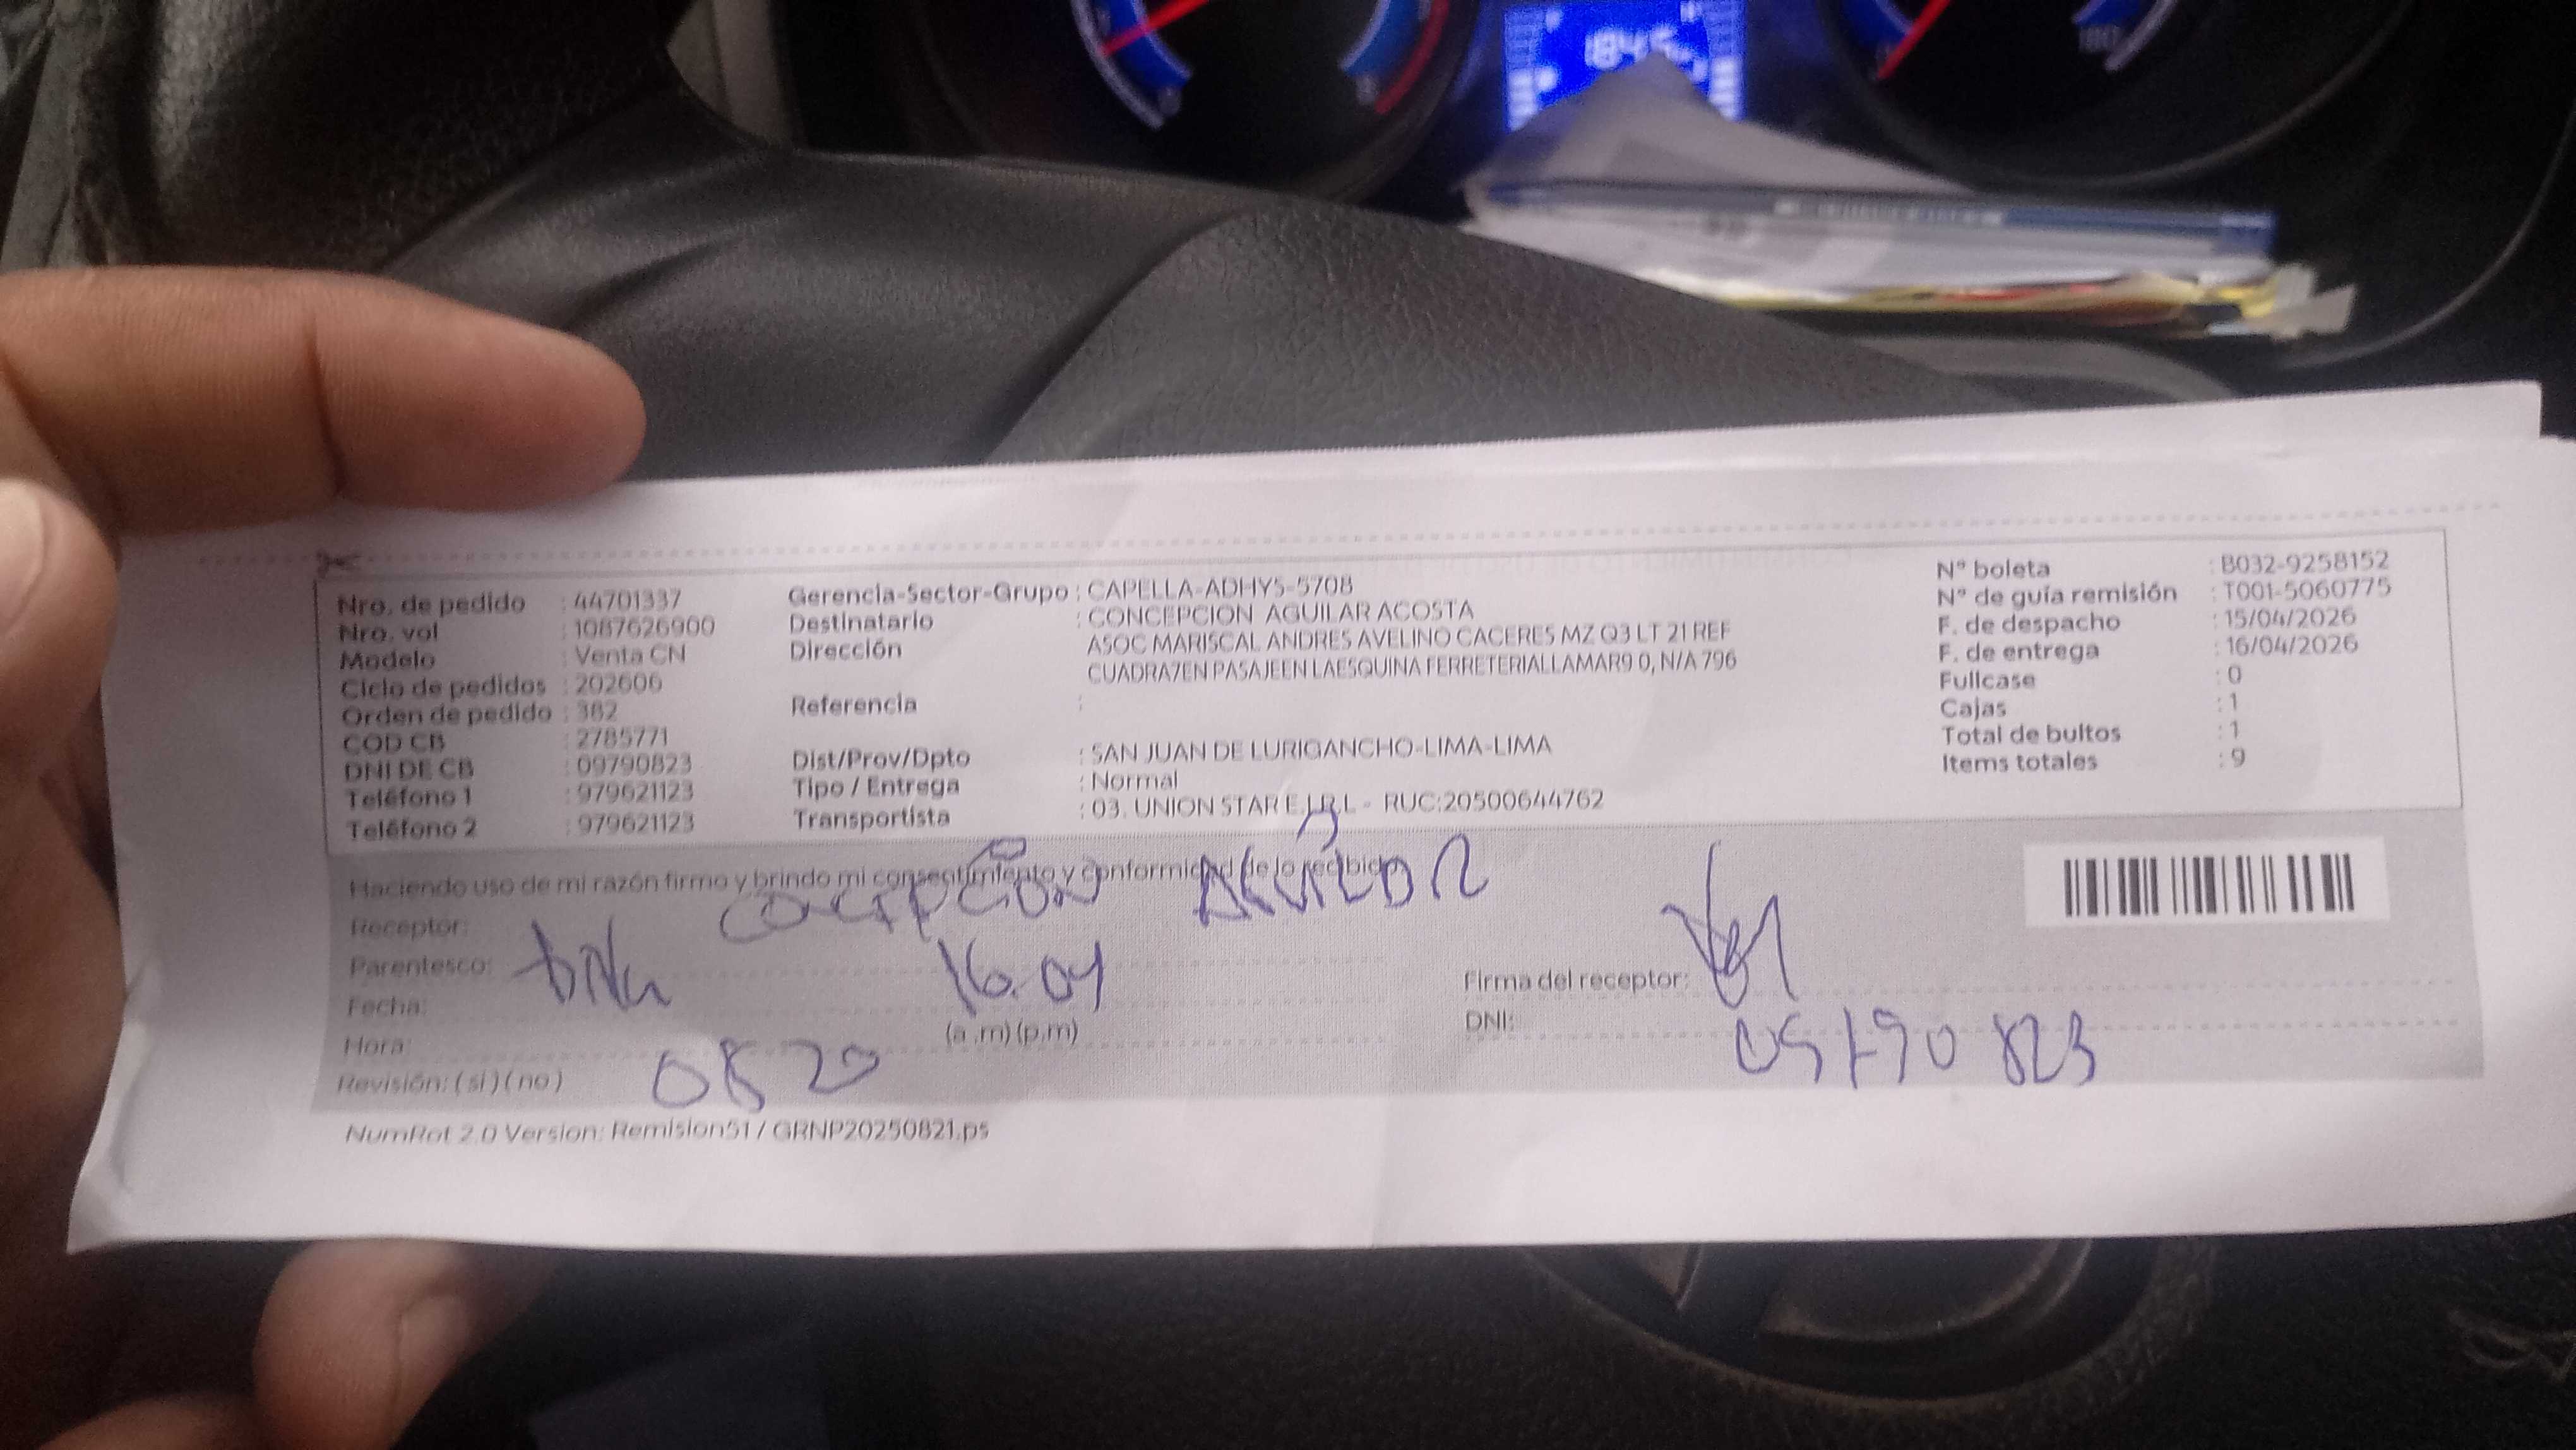 Nro. de pedido : 44701337
Nro. vol : 1087626900
Modelo : Venta CN
Ciclo de pedidos : 202606
Orden de pedido : 382
COD CB : 2785771
DNI DE CB : 09790823
Teléfono 1 : 979621123
Teléfono 2 : 979621123
Gerencia-Sector-Grupo : CAPELLA-ADHY5-5708
Destinatario : CONCEPCION AGUILAR ACOSTA
Dirección : ASOC MARISCAL ANDRES AVELINO CACERES MZ Q3 LT 21 REF
CUADRA7EN PASAJEEN LAESQUINA FERRETERIALLAMAR9 0, N/A 796
Referencia :
Dist/Prov/Dpto : SAN JUAN DE LURIGANCHO-LIMA-LIMA
Tipo / Entrega : Normal
Transportista : 03. UNION STAR E.I.R.L - RUC:20500644762
N° boleta : B032-9258152
N° de guía remisión : T001-5060775
F. de despacho : 15/04/2026
F. de entrega : 16/04/2026
Fullcase : 0
Cajas : 1
Total de bultos : 1
Items totales : 9
Haciendo uso de mi razón firmo y brindo mi consentimiento y conformidad de lo recibido
Receptor: CONCEPCION AGUILAR
Parentesco:
Fecha: 16.04
Hora: 0820 (a.m) (p.m)
Revisión: ( si ) ( no )
Firma del receptor:
DNI: 09790823
NumRot 2.0 Version: Remision51 / GRNP20250821.ps